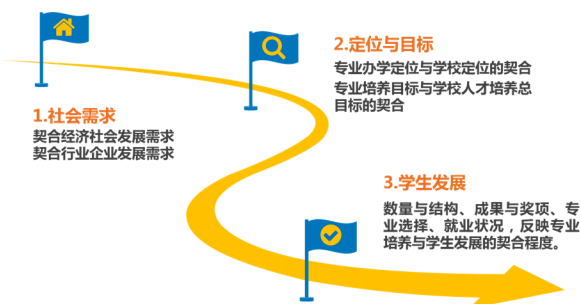 2.定位与目标
专业办学定位与学校定位的契合
专业培养目标与学校人才培养总
目标的契合
1.社会需求
契合经济社会发展需求
契合行业企业发展需求
3.学生发展
数量与结构、成果与奖项、专
业选择、就业状况，反映专业
培养与学生发展的契合程度。